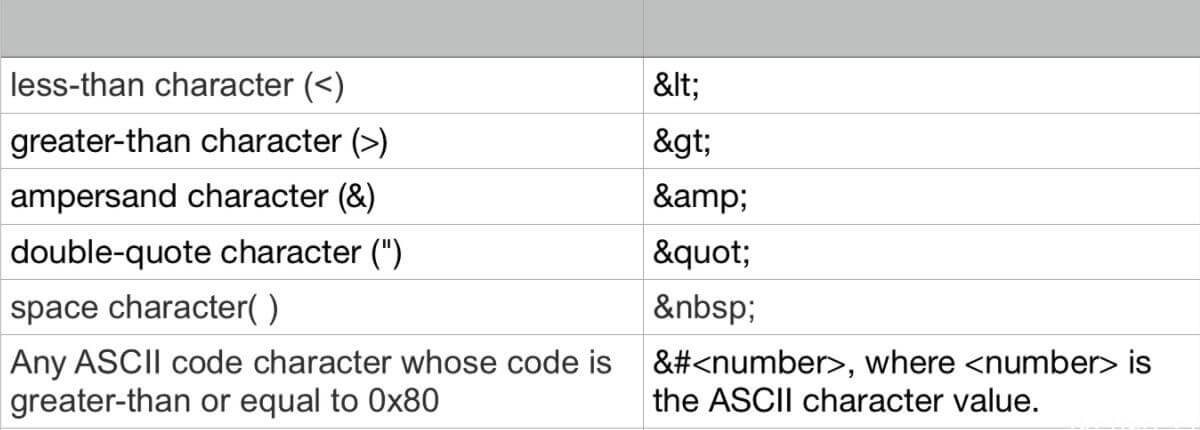 less-than character (<)
&lt;
greater-than character (>)
&gt;
ampersand character (&)
&amp;
double-quote character (")
&quot;
space character( )
&nbsp;
Any ASCII code character whose code is
greater-than or equal to 0x80
&#<number>, where <number> is
the ASCII character value.